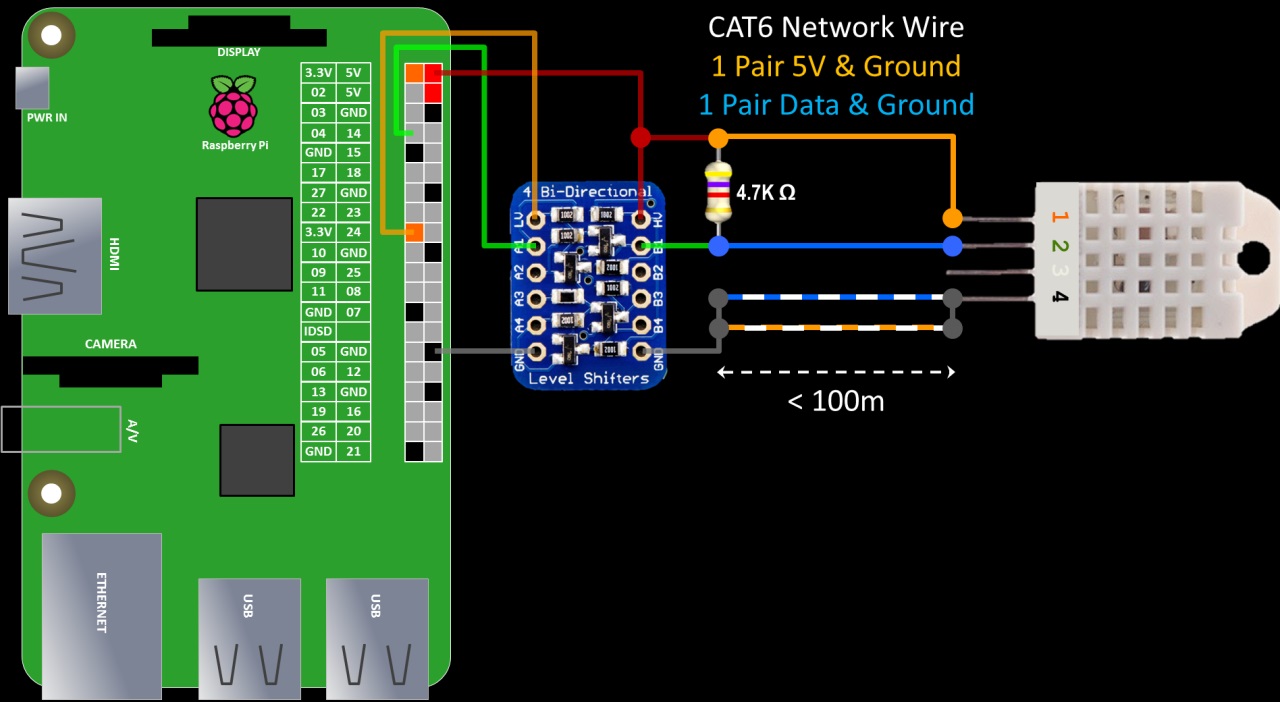 CAT6 Network Wire
1 Pair 5V & Ground
1 Pair Data & Ground
DISPLAY
PWR IN
Raspberry Pi
HDMI
CAMERA
A/V
ETHERNET
USB
USB
3.3V 5V
02 5V
03 GND
04 14
GND 15
17 18
27 GND
22 23
3.3V 24
10 GND
09 25
11 08
GND 07
IDSD
05 GND
06 12
13 GND
19 16
26 20
GND 21
4 Bi-Directional
LV HV
A1 B1
A2 B2
A3 B3
A4 B4
GND GND
1002 1002
1002
1002
1002
1002
1002
Level Shifters
4.7K Ω
< 100m
1
2
3
4